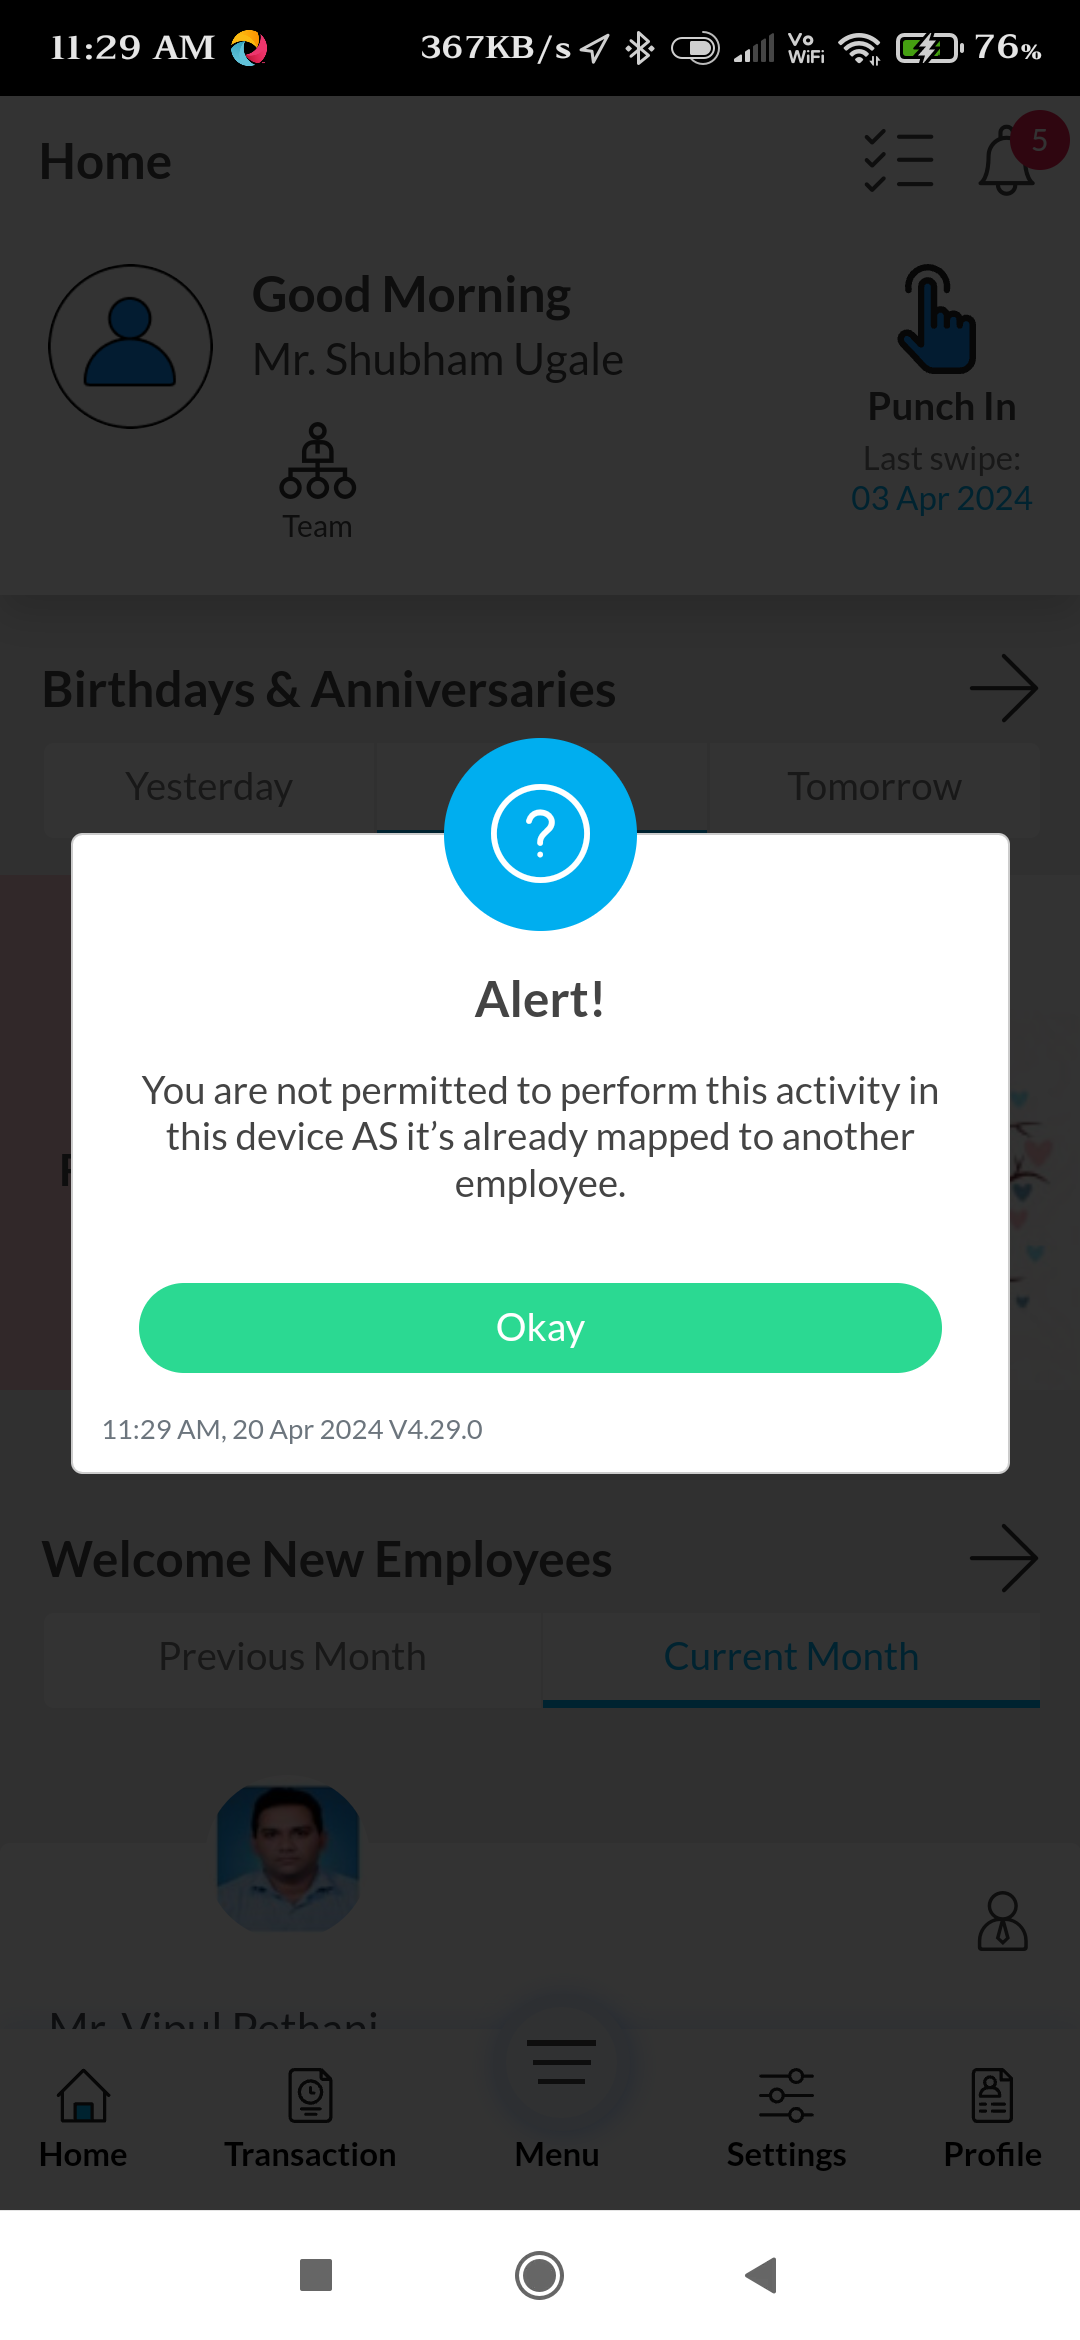 11:29 AM 367KB/s Vo WiFi 76%
Home 5
Good Morning
Mr. Shubham Ugale
Punch In
Last swipe:
03 Apr 2024
Team
Birthdays & Anniversaries
Yesterday Tomorrow
?
Alert!
You are not permitted to perform this activity in
this device AS it's already mapped to another
employee.
Okay
11:29 AM, 20 Apr 2024 V4.29.0
Welcome New Employees
Previous Month Current Month
Mr. Vipul Pethani
Home Transaction Menu Settings Profile